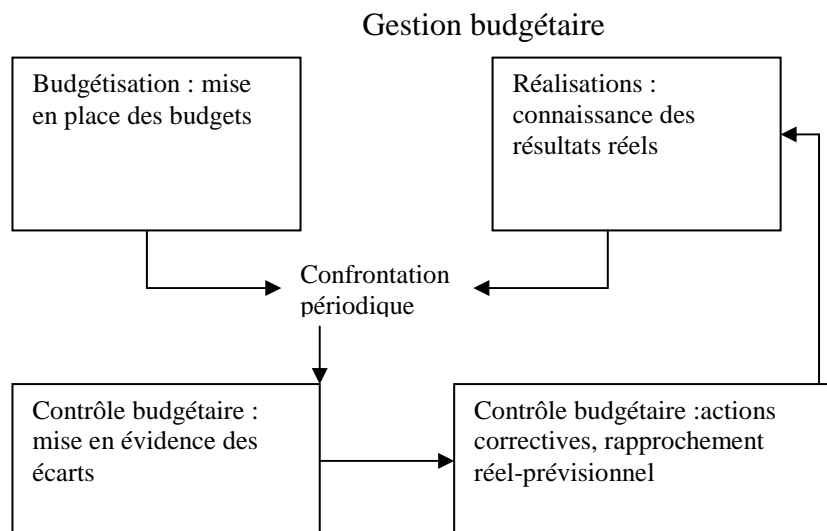 Gestion budgétaire
Budgétisation : mise
en place des budgets
Réalisations :
connaissance des
résultats réels
Confrontation
périodique
Contrôle budgétaire :
mise en évidence des
écarts
Contrôle budgétaire :actions
correctives, rapprochement
réel-prévisionnel